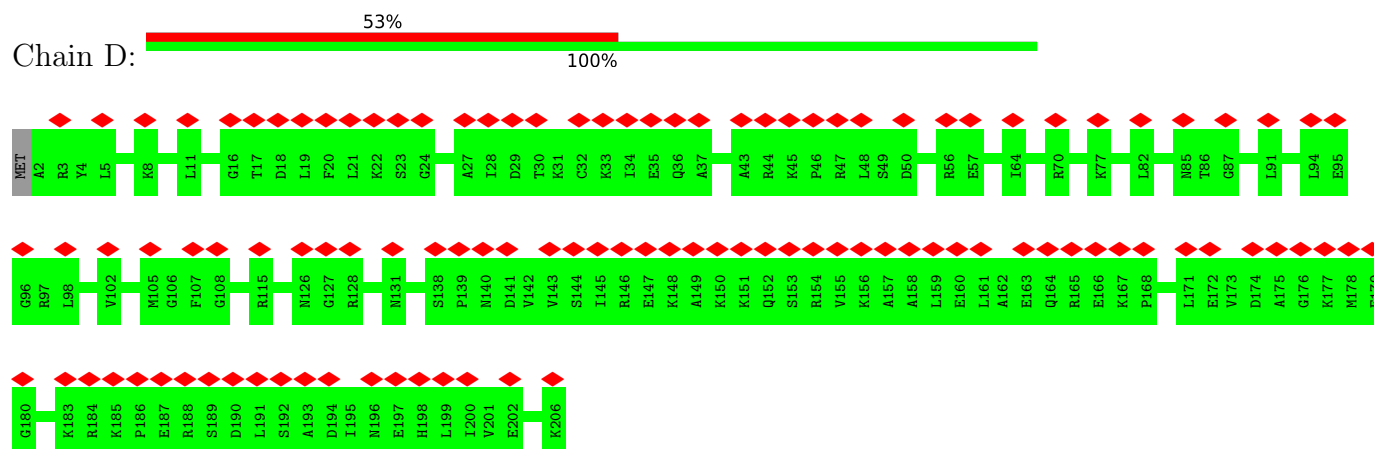 53%
Chain D:
100%
MET A2 R3 Y4 L5 K8 L11 G16 T17 D18 L19 F20 L21 K22 S23 G24 A27 I28 D29 T30 K31 C32 K33 I34 E35 Q36 A37 A43 R44 K45 P46 R47 L48 S49 D50 R56 E57 I64 R70 K77 L82 N85 T86 G87 L91 L94 E95
G96 R97 L98 V102 M105 G106 F107 G108 R115 N126 G127 R128 N131 S138 P139 N140 D141 V142 V143 S144 I145 R146 E147 K148 A149 K150 K151 Q152 S153 R154 V155 K156 A157 A158 L159 E160 L161 A162 E163 Q164 R165 E166 K167 P168 L171 E172 V173 D174 A175 G176 K177 M178
G180 K183 R184 K185 P186 E187 R188 S189 D190 L191 S192 A193 D194 I195 N196 E197 H198 L199 I200 V201 E202 K206